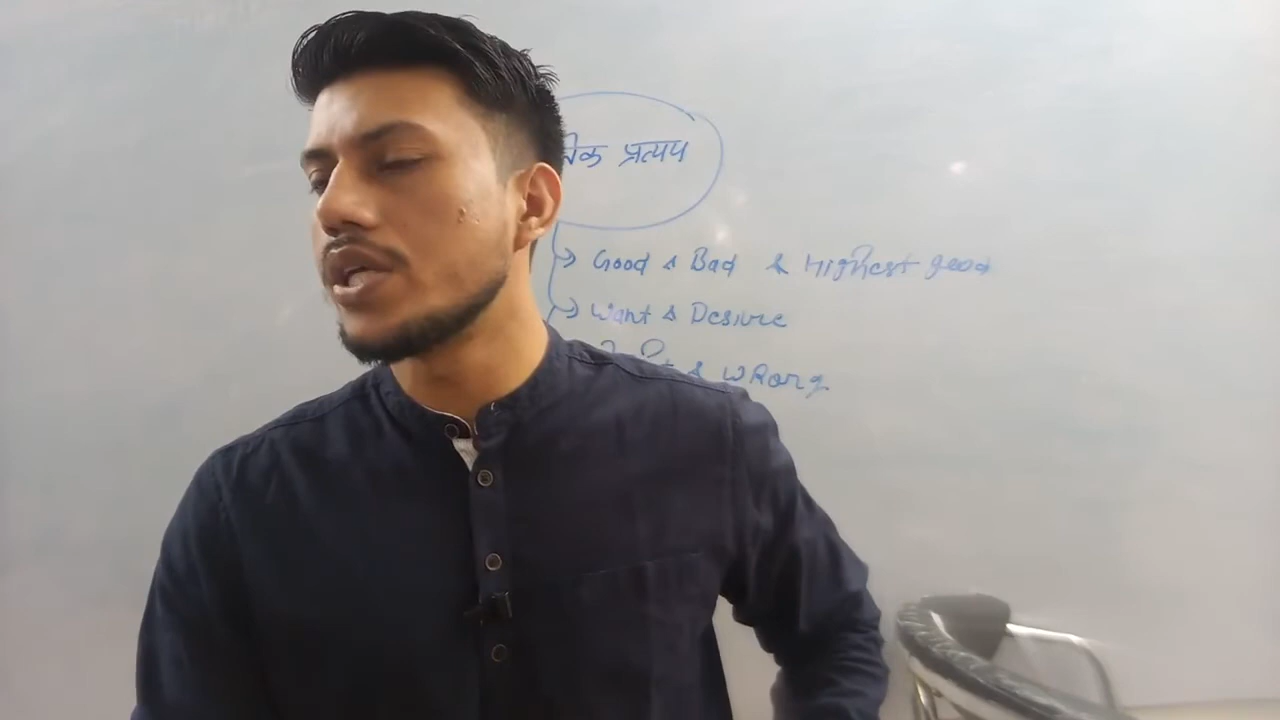 प्रत्यय
Good & Bad & Highest good
Want & Desire
& WRong